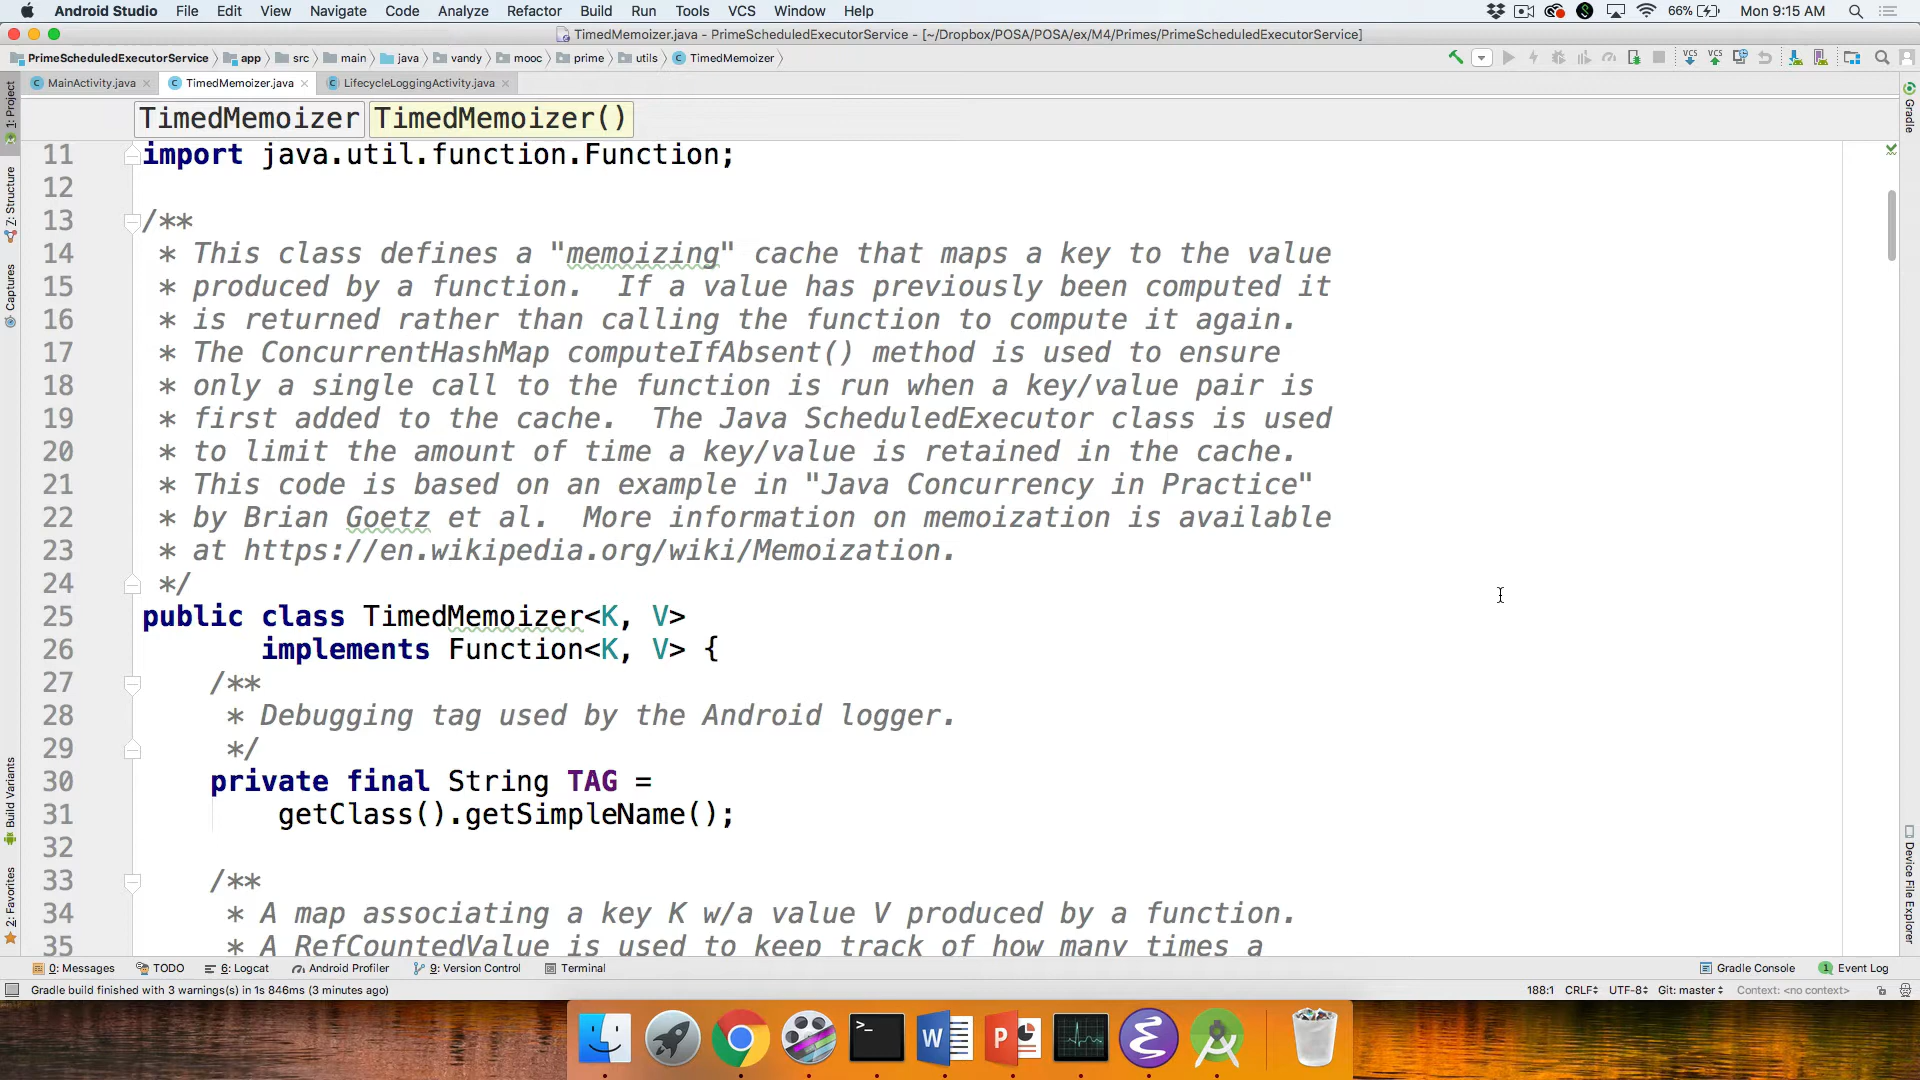 Android Studio File Edit View Navigate Code Analyze Refactor Build Run Tools VCS Window Help 66% Mon 9:15 AM
TimedMemoizer.java - PrimeScheduledExecutorService - [~/Dropbox/POSA/POSA/ex/M4/Primes/PrimeScheduledExecutorService]
PrimeScheduledExecutorService app src main java vandy mooc prime utils TimedMemoizer
MainActivity.java TimedMemoizer.java LifecycleLoggingActivity.java
TimedMemoizer TimedMemoizer()
11 import java.util.function.Function;
12
13 /**
14 * This class defines a "memoizing" cache that maps a key to the value
15 * produced by a function.  If a value has previously been computed it
16 * is returned rather than calling the function to compute it again.
17 * The ConcurrentHashMap computeIfAbsent() method is used to ensure
18 * only a single call to the function is run when a key/value pair is
19 * first added to the cache.  The Java ScheduledExecutor class is used
20 * to limit the amount of time a key/value is retained in the cache.
21 * This code is based on an example in "Java Concurrency in Practice"
22 * by Brian Goetz et al.  More information on memoization is available
23 * at https://en.wikipedia.org/wiki/Memoization.
24 */
25 public class TimedMemoizer<K, V>
26 implements Function<K, V> {
27 /**
28 * Debugging tag used by the Android logger.
29 */
30 private final String TAG =
31 getClass().getSimpleName();
32
33 /**
34 * A map associating a key K w/a value V produced by a function.
35 * A RefCountedValue is used to keep track of how many times a
1: Project
7: Structure
Captures
Build Variants
2: Favorites
Gradle
Device File Explorer
0: Messages TODO 6: Logcat Android Profiler 9: Version Control Terminal Gradle Console 1 Event Log
Gradle build finished with 3 warnings(s) in 1s 846ms (3 minutes ago) 188:1 CRLF UTF-8 Git: master Context: <no context>